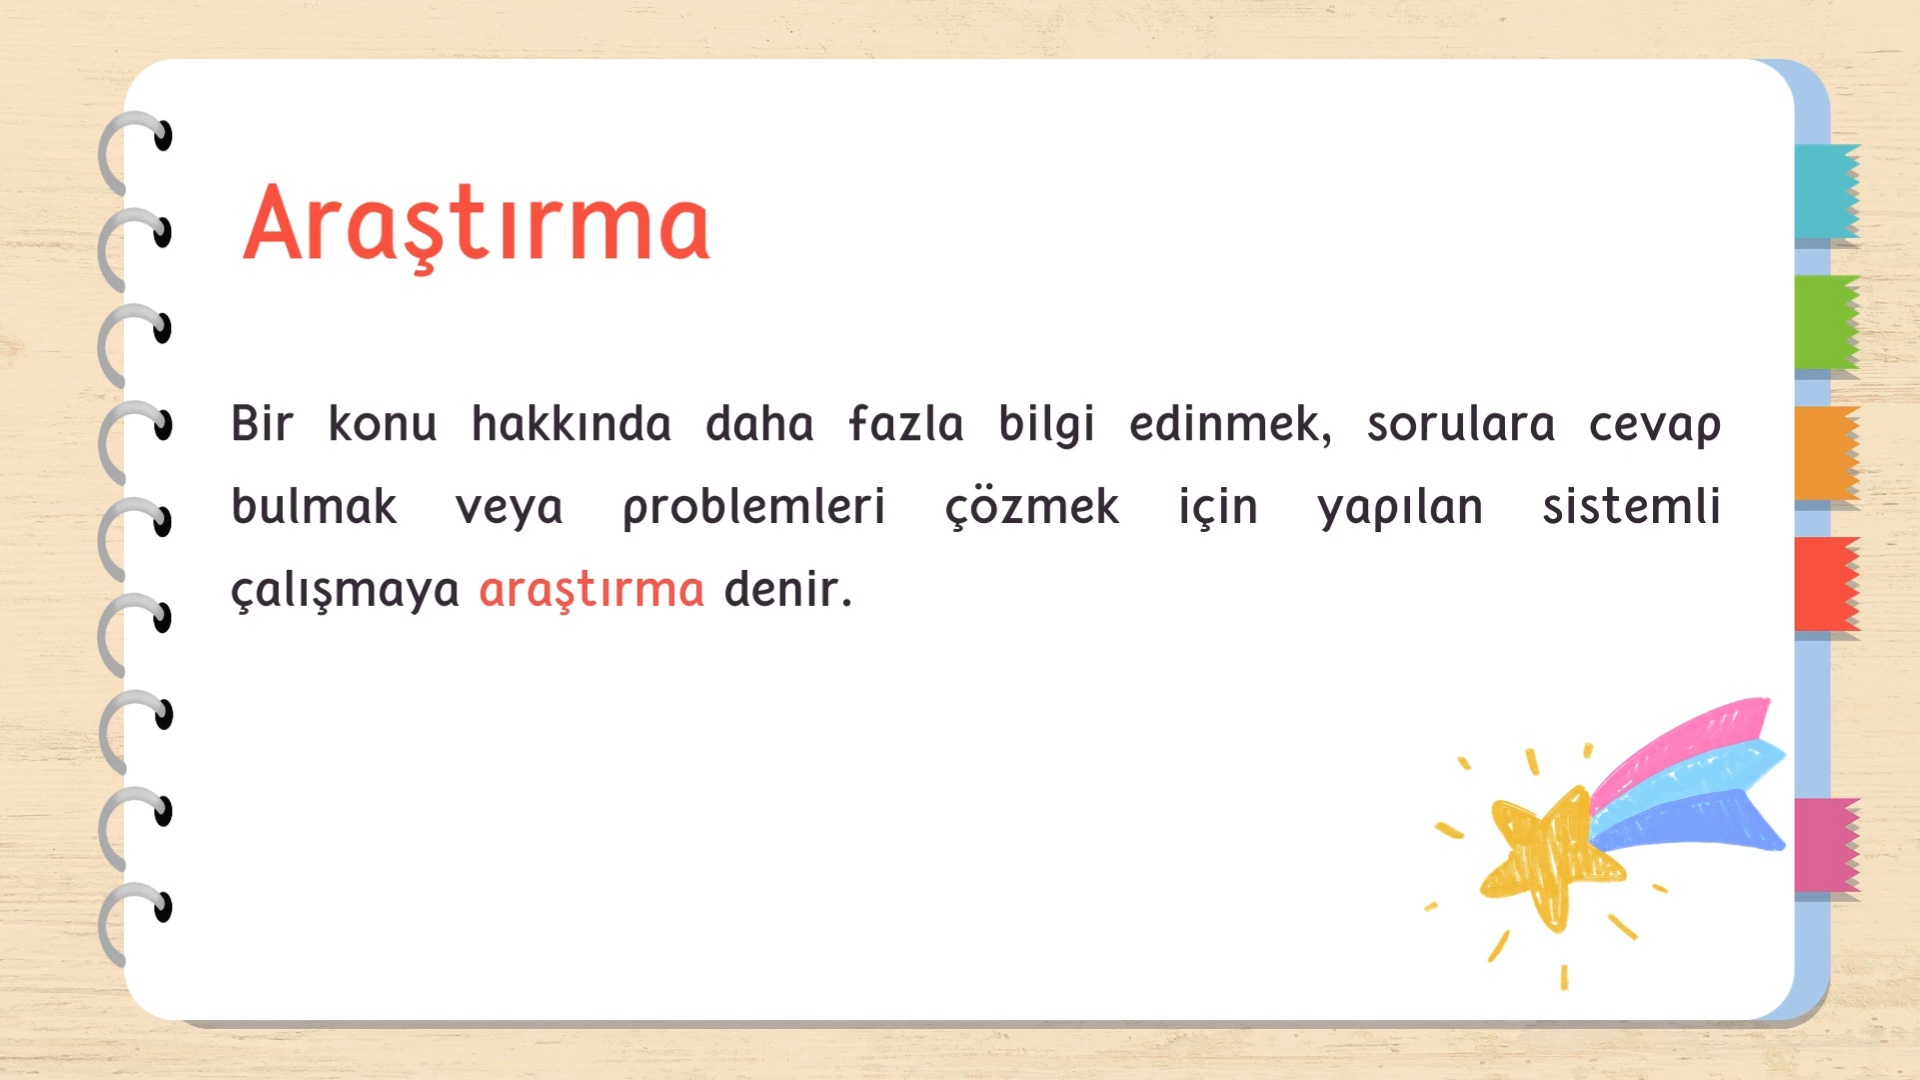 Araştırma
Bir konu hakkında daha fazla bilgi edinmek, sorulara cevap
bulmak veya problemleri çözmek için yapılan sistemli
çalışmaya araştırma denir.